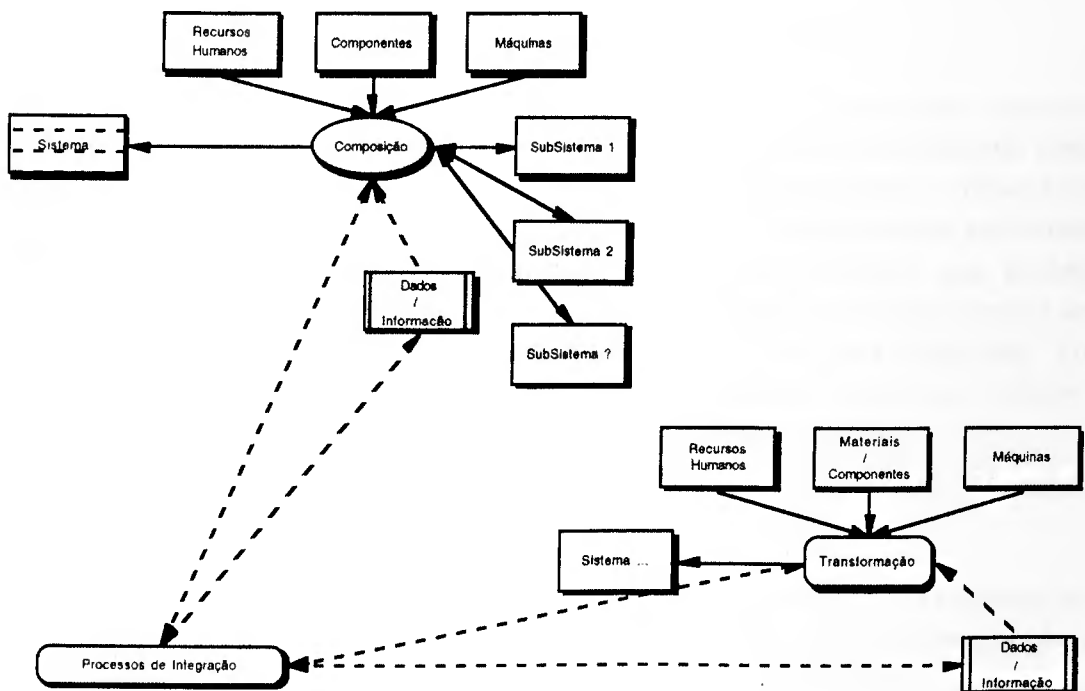 Recursos
Humanos
Componentes
Máquinas
Sistema
Composição
SubSistema 1
SubSistema 2
Dados
/
Informacão
SubSistema ?
Recursos
Humanos
Materiais
/
Componentes
Máquinas
Sistema ...
Transformação
Processos de Integração
Dados
/
Informação